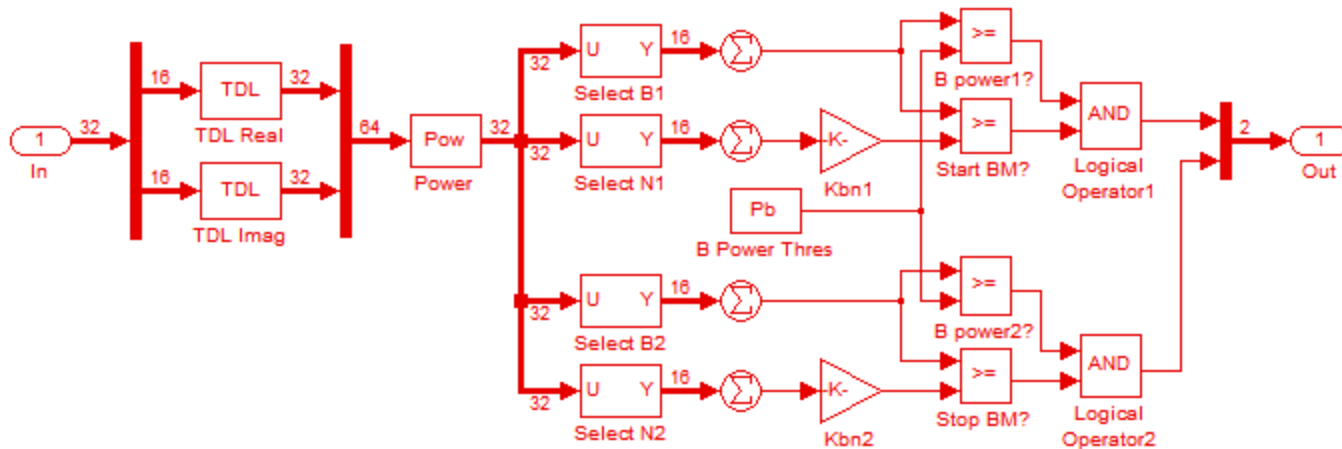 1
In
32
16
TDL
32
TDL Real
16
TDL
32
TDL Imag
64
Pow
Power
32
32
U Y
16
Σ
Select B1
32
U Y
16
Σ
Select N1
K-
Kbn1
Pb
B Power Thres
>=
B power1?
>=
Start BM?
AND
Logical
Operator1
2
1
Out
32
U Y
16
Σ
Select B2
32
U Y
16
Σ
Select N2
K-
Kbn2
>=
B power2?
>=
Stop BM?
AND
Logical
Operator2